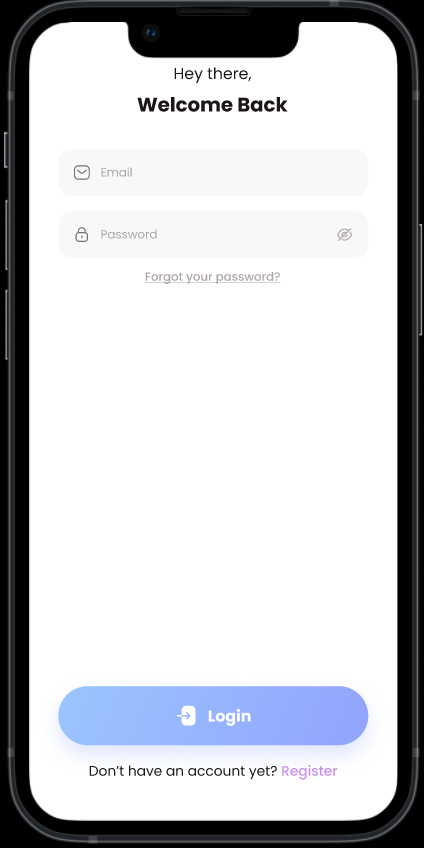 Hey there,
Welcome Back
Email
Password
Forgot your password?
Login
Don’t have an account yet? Register